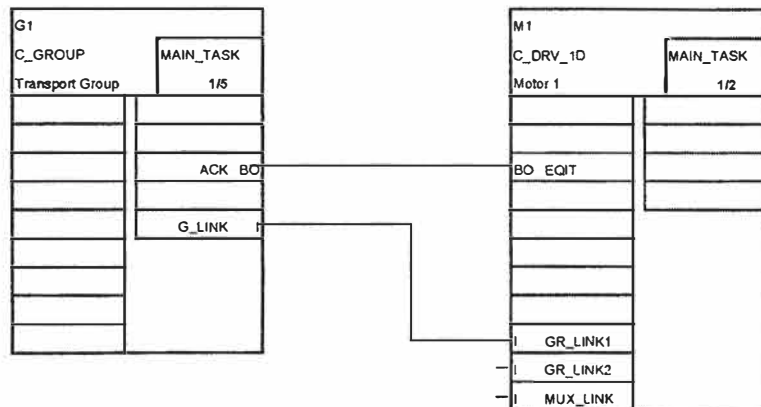 G1
C_GROUP MAIN_TASK
Transport Group 1/5
ACK BO
G_LINK I
M1
C_DRV_1D MAIN_TASK
Motor 1 1/2
BO EQIT
I GR_LINK1
I GR_LINK2
I MUX_LINK